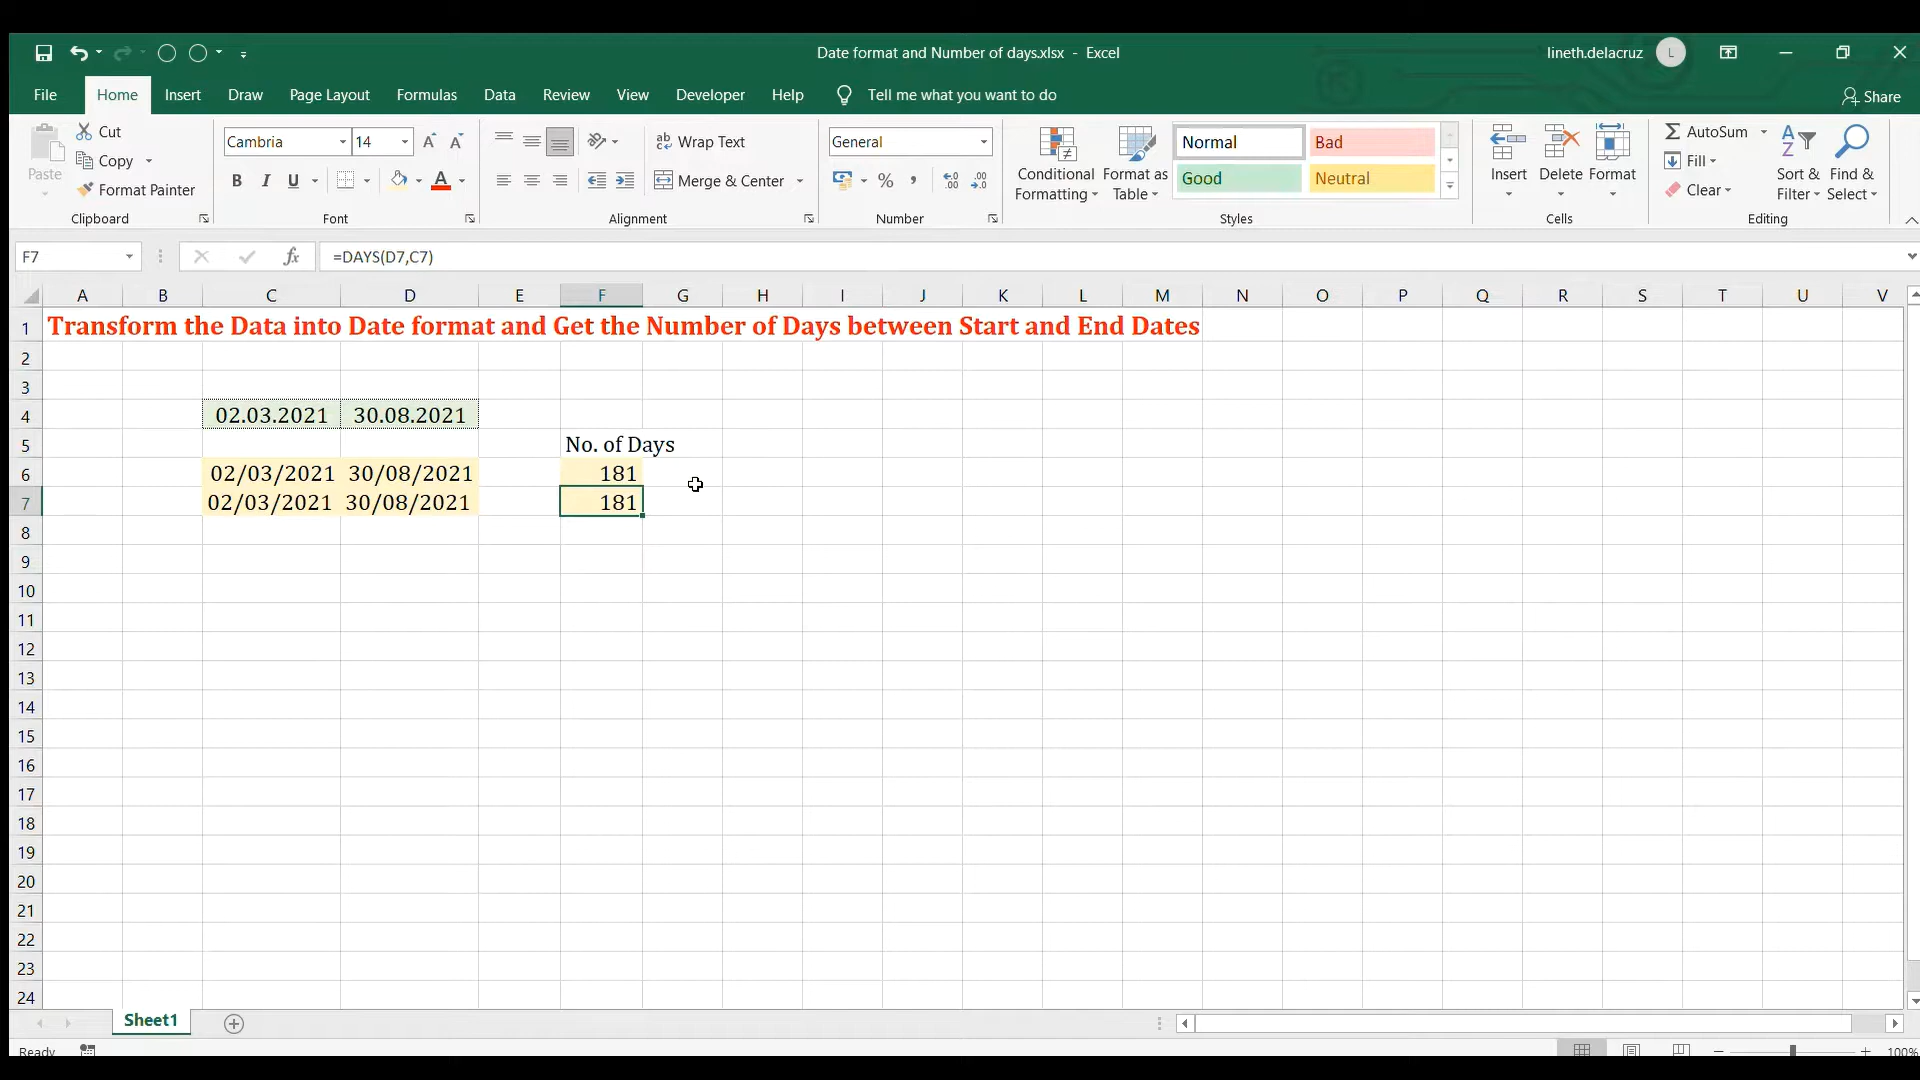 Date format and Number of days.xlsx - Excel
lineth.delacruz L
File Home Insert Draw Page Layout Formulas Data Review View Developer Help Tell me what you want to do Share
Paste Cut Copy Format Painter Clipboard
Cambria 14 B I U A Font
Wrap Text Merge & Center Alignment
General % , Number
Conditional Formatting Format as Table Normal Bad Good Neutral Styles
Insert Delete Format Cells
AutoSum Fill Clear Sort & Filter Find & Select Editing
F7 fx =DAYS(D7,C7)
A B C D E F G H I J K L M N O P Q R S T U V
1 Transform the Data into Date format and Get the Number of Days between Start and End Dates
2
3
4 02.03.2021 30.08.2021
5 No. of Days
6 02/03/2021 30/08/2021 181
7 02/03/2021 30/08/2021 181
8
9
10
11
12
13
14
15
16
17
18
19
20
21
22
23
24
Sheet1
Ready 100%